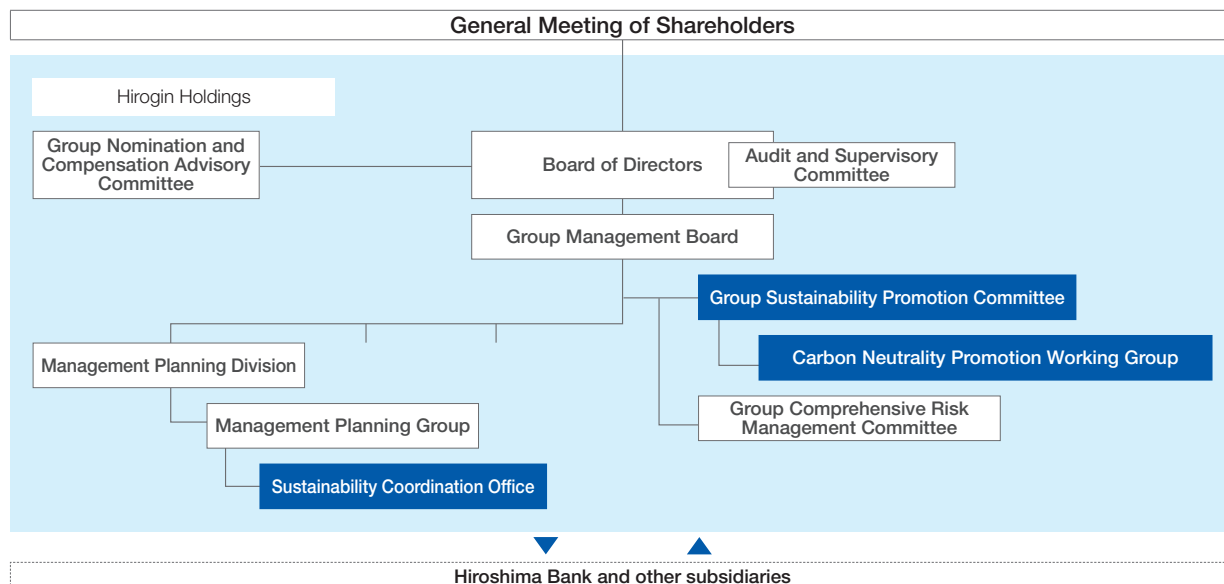 General Meeting of Shareholders
Hirogin Holdings
Group Nomination and
Compensation Advisory
Committee
Board of Directors
Audit and Supervisory
Committee
Group Management Board
Group Sustainability Promotion Committee
Carbon Neutrality Promotion Working Group
Management Planning Division
Group Comprehensive Risk
Management Committee
Management Planning Group
Sustainability Coordination Office
Hiroshima Bank and other subsidiaries